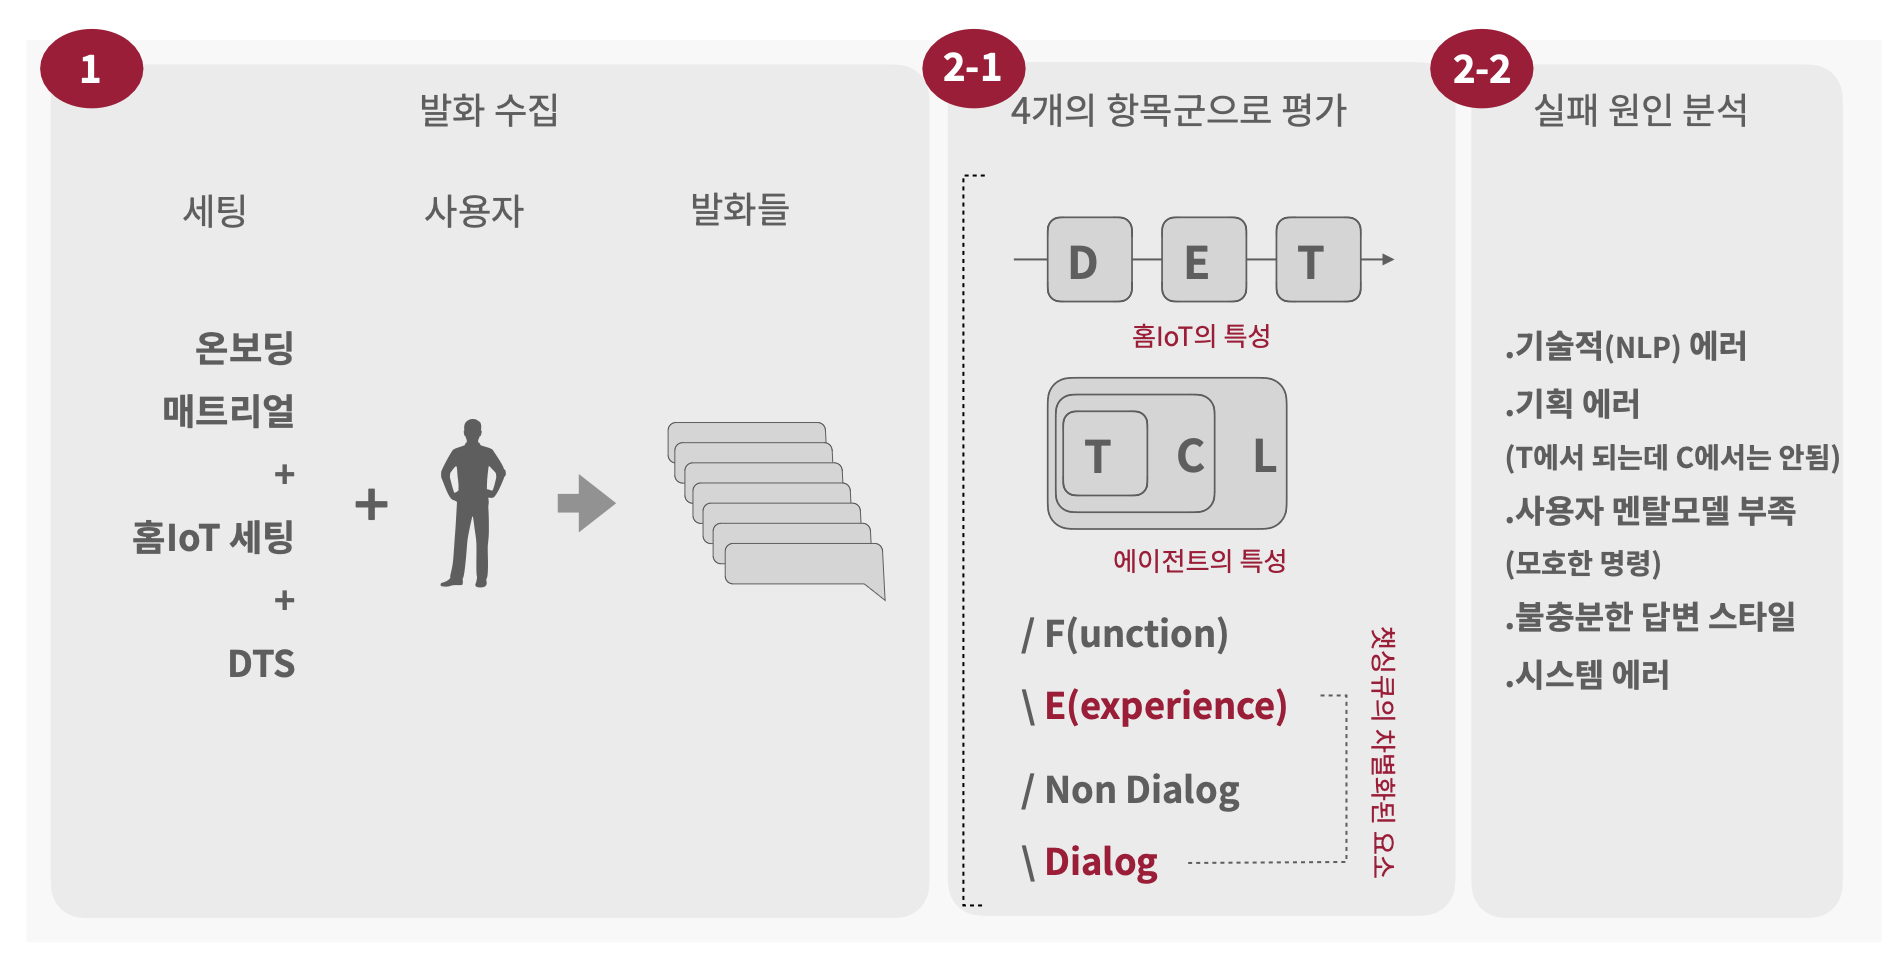 1
발화 수집
세팅
사용자
발화들
온보딩
매트리얼
+
홈IoT 세팅
+
DTS
+
2-1
4개의 항목군으로 평가
D E T
홈IoT의 특성
T C L
에이전트의 특성
/ F(unction)
\ E(experience)
/ Non Dialog
\ Dialog
챗싱큐의 차별화된 요소
2-2
실패 원인 분석
.기술적(NLP) 에러
.기획 에러
(T에서 되는데 C에서는 안됨)
.사용자 멘탈모델 부족
(모호한 명령)
.불충분한 답변 스타일
.시스템 에러